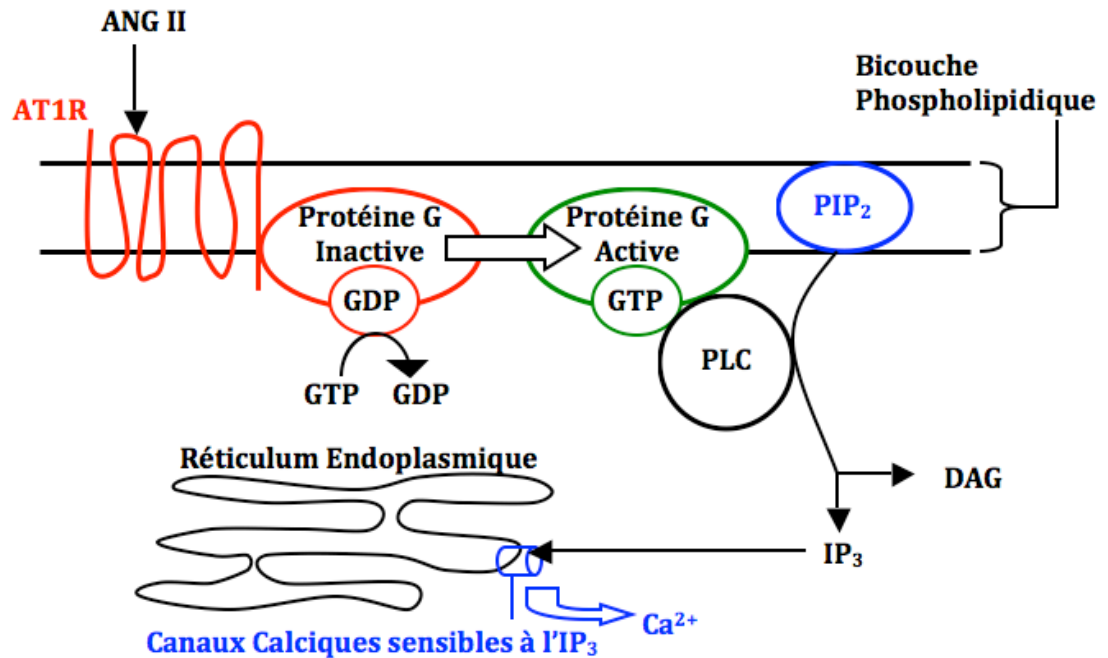 ANG II
Bicouche
Phospholipidique
AT1R
Protéine G
Inactive
Protéine G
Active
PIP₂
GDP
GTP
GTP GDP
PLC
Réticulum Endoplasmique
DAG
IP₃
Ca²⁺
Canaux Calciques sensibles à l'IP₃